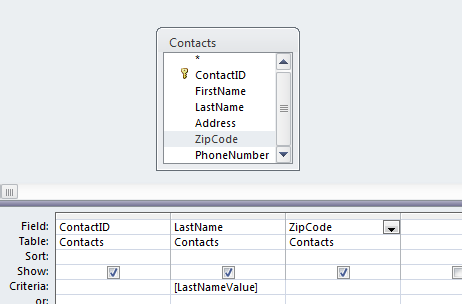 Contacts
*
ContactID
FirstName
LastName
Address
ZipCode
PhoneNumber
Field: ContactID LastName ZipCode
Table: Contacts Contacts Contacts
Sort:
Show:
Criteria: [LastNameValue]
or: